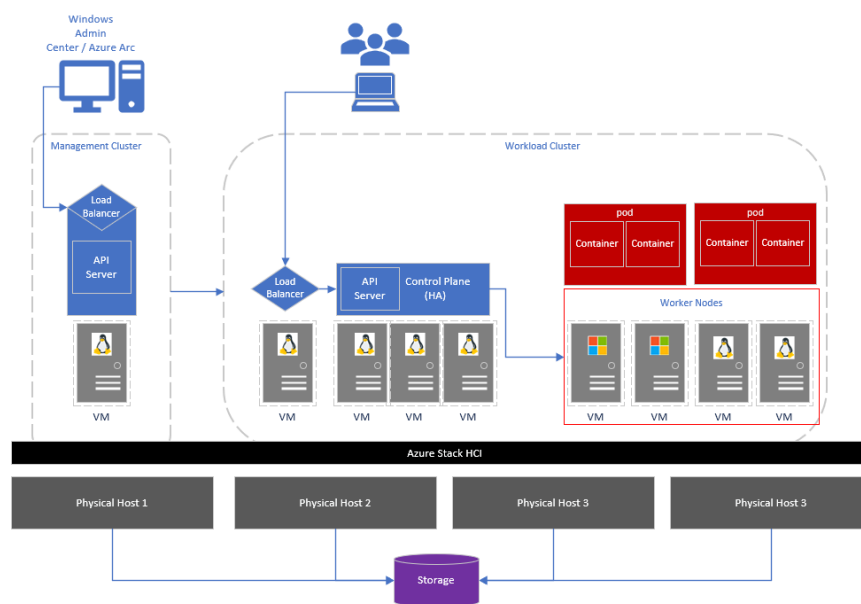 Windows
Admin
Center / Azure Arc
Management Cluster
Workload Cluster
Load
Balancer
API
Server
Load
Balancer
API
Server
Control Plane
(HA)
pod
Container
Container
pod
Container
Container
Worker Nodes
VM
VM
VM
VM
VM
VM
VM
VM
VM
Azure Stack HCI
Physical Host 1
Physical Host 2
Physical Host 3
Physical Host 3
Storage